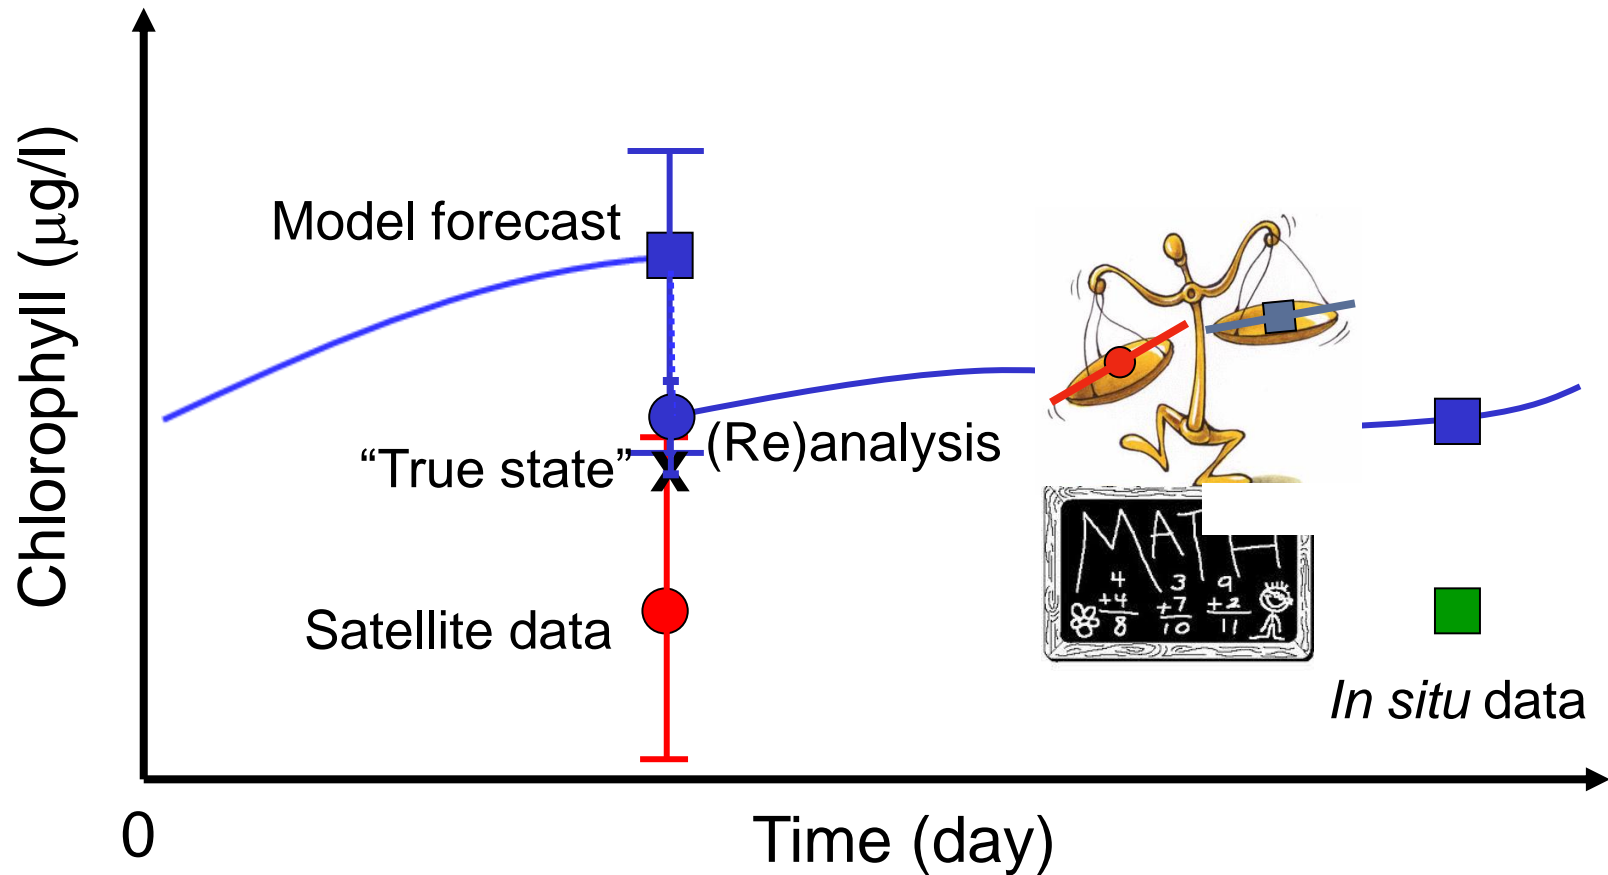 Chlorophyll (μg/l)
Model forecast
“True state”
X
(Re)analysis
Satellite data
MATH
4 3 9
+4 +7 +2
8 10 11
In situ data
0
Time (day)